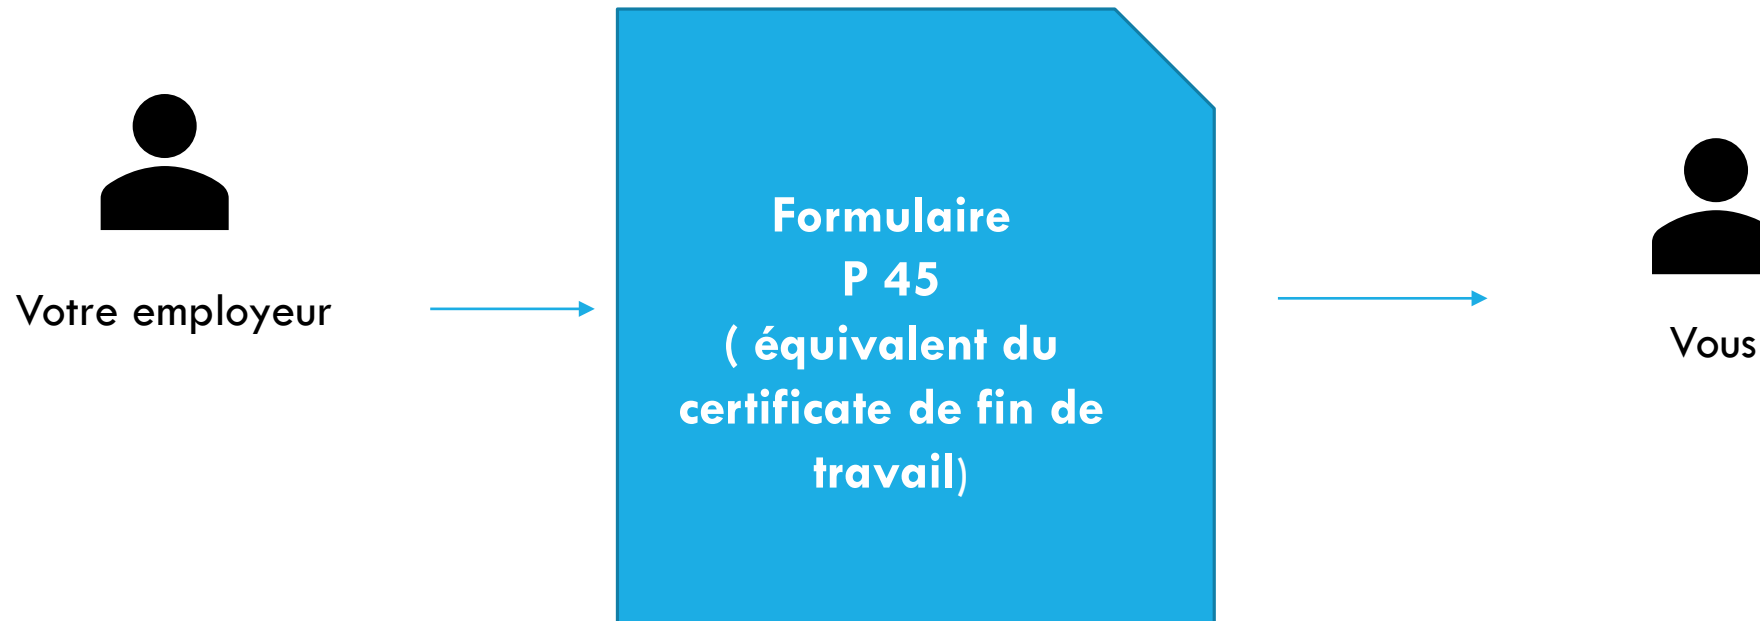 Votre employeur
Formulaire
P 45
( équivalent du
certificate de fin de
travail)
Vous